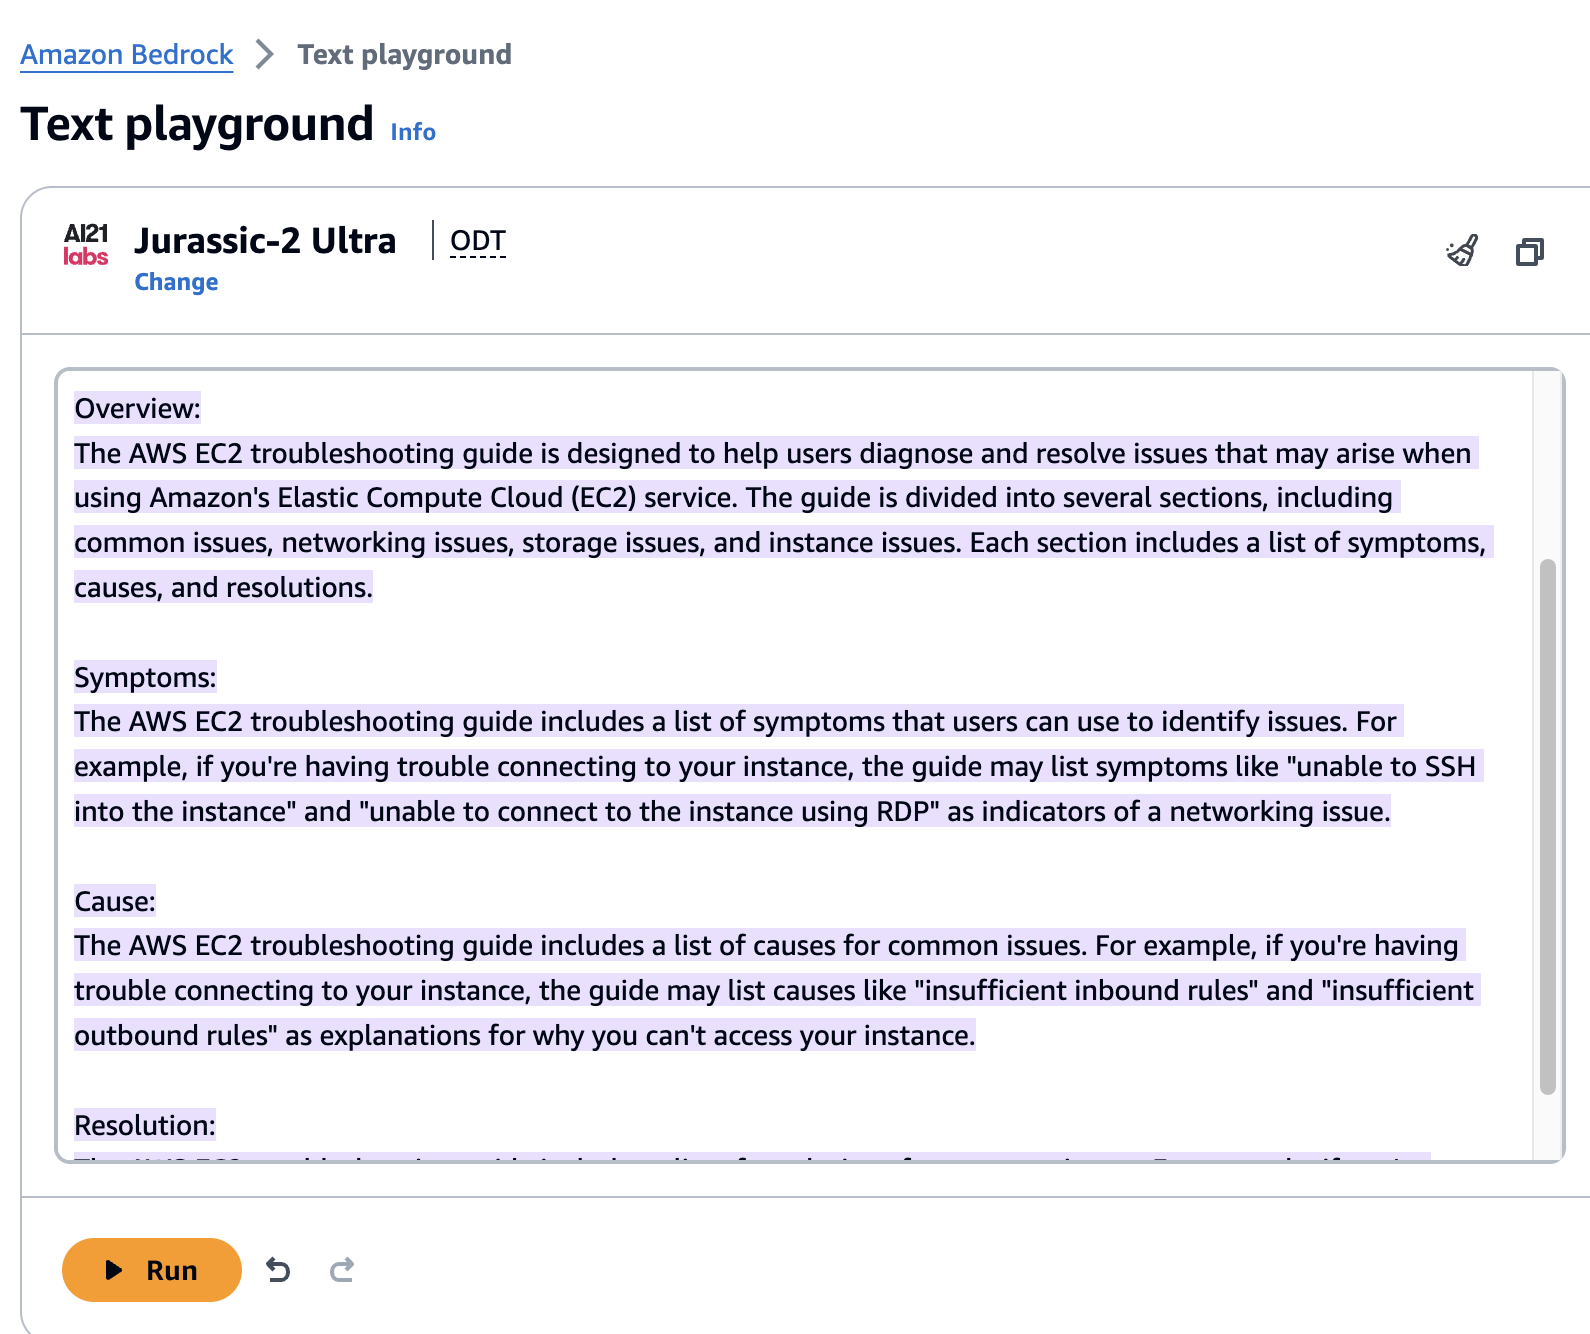 Amazon Bedrock > Text playground
Text playground Info
AI21 labs
Jurassic-2 Ultra | ODT
Change
Overview:
The AWS EC2 troubleshooting guide is designed to help users diagnose and resolve issues that may arise when
using Amazon's Elastic Compute Cloud (EC2) service. The guide is divided into several sections, including
common issues, networking issues, storage issues, and instance issues. Each section includes a list of symptoms,
causes, and resolutions.
Symptoms:
The AWS EC2 troubleshooting guide includes a list of symptoms that users can use to identify issues. For
example, if you're having trouble connecting to your instance, the guide may list symptoms like "unable to SSH
into the instance" and "unable to connect to the instance using RDP" as indicators of a networking issue.
Cause:
The AWS EC2 troubleshooting guide includes a list of causes for common issues. For example, if you're having
trouble connecting to your instance, the guide may list causes like "insufficient inbound rules" and "insufficient
outbound rules" as explanations for why you can't access your instance.
Resolution:
Run